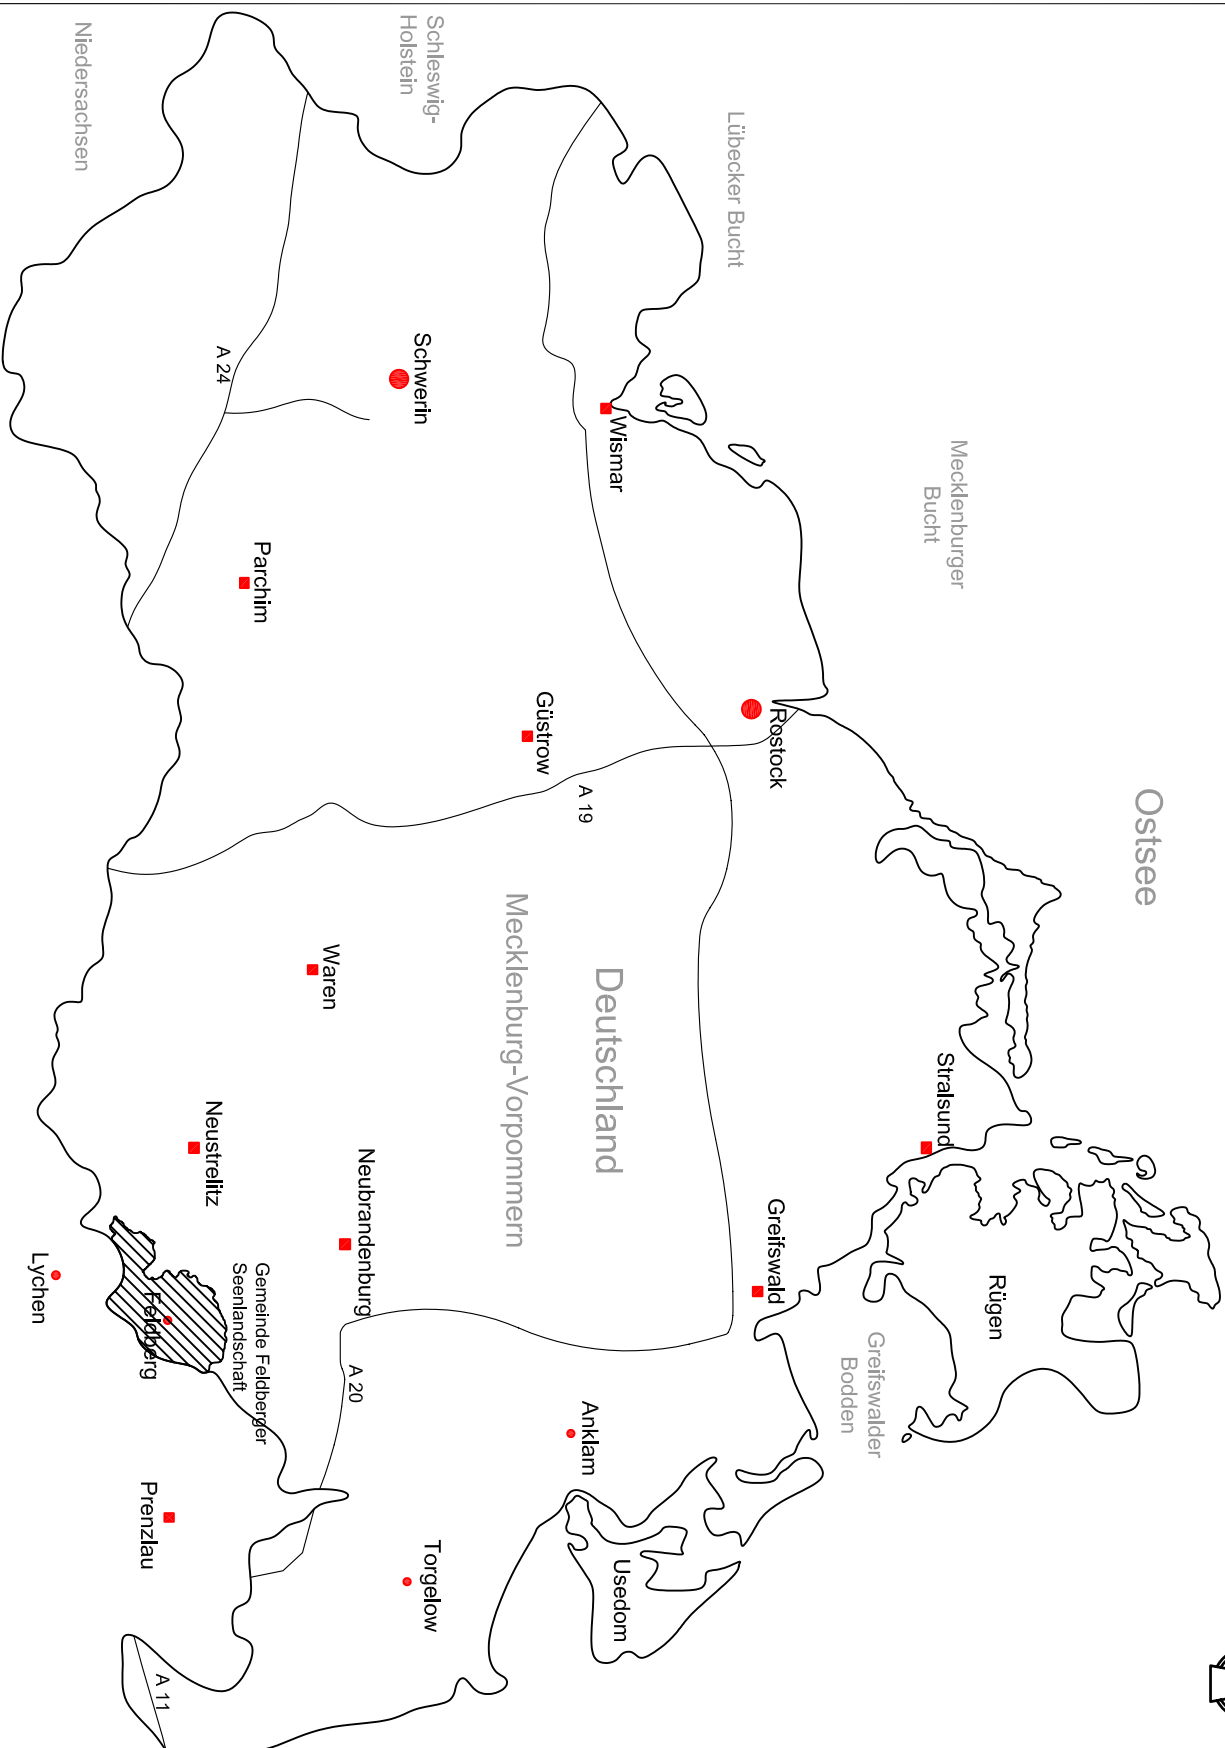 Ostsee
Mecklenburger
Bucht
Lübecker Bucht
Schleswig-
Holstein
Niedersachsen
Rügen
Stralsund
Greifswalder
Bodden
Greifswald
Rostock
Wismar
Usedom
Deutschland
Mecklenburg-Vorpommern
Anklam
A 19
Güstrow
Schwerin
Torgelow
Neubrandenburg
A 20
Waren
Parchim
Gemeinde Feldberger
Seenlandschaft
A 24
Neustrelitz
Feldberg
Prenzlau
A 11
Lychen